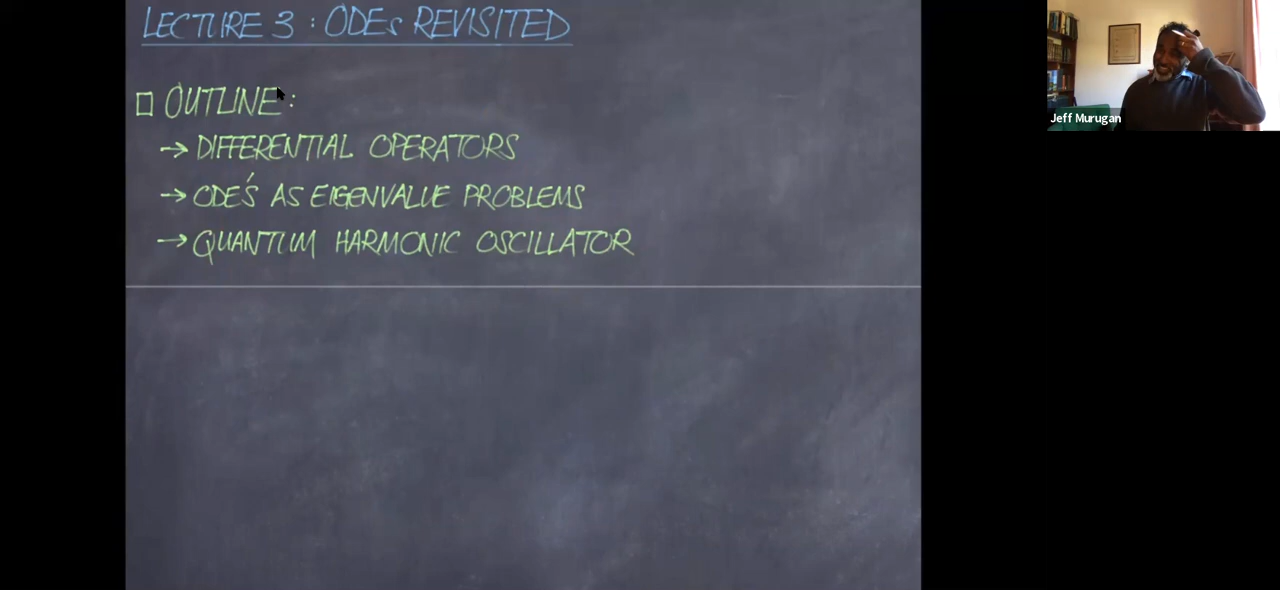 LECTURE 3 : ODEs REVISITED
□ OUTLINE :
→ DIFFERENTIAL OPERATORS
→ ODE'S AS EIGENVALUE PROBLEMS
→ QUANTUM HARMONIC OSCILLATOR
Jeff Murugan